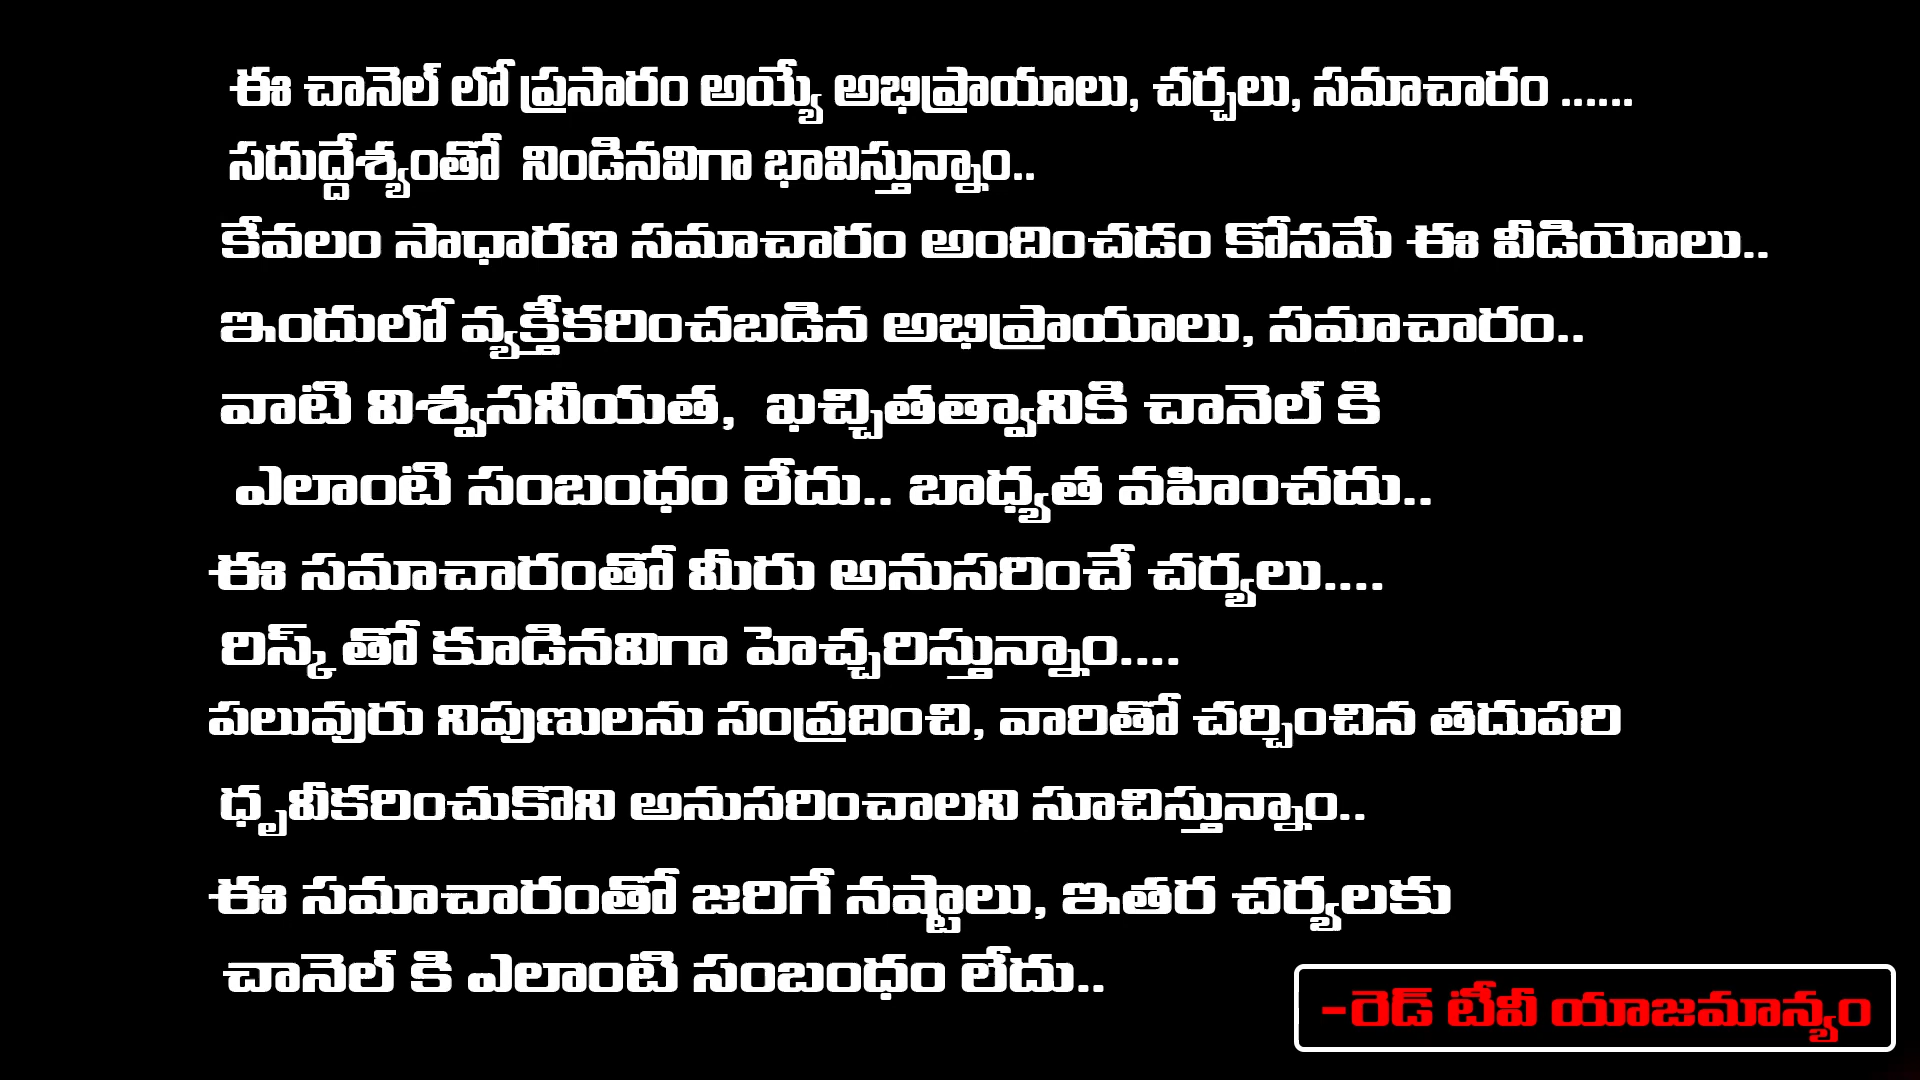 ఈ చానెల్ లో ప్రసారం అయ్యే అభిప్రాయాలు, చర్చలు, సమాచారం ......
సదుద్దేశ్యంతో నిండినవిగా భావిస్తున్నాం..
కేవలం సాధారణ సమాచారం అందించడం కోసమే ఈ వీడియోలు..
ఇందులో వ్యక్తీకరించబడిన అభిప్రాయాలు, సమాచారం..
వాటి విశ్వసనీయత, ఖచ్చితత్వానికి చానెల్ కి
ఎలాంటి సంబంధం లేదు.. బాధ్యత వహించదు..
ఈ సమాచారంతో మీరు అనుసరించే చర్యలు....
రిస్క్ తో కూడినవిగా హెచ్చరిస్తున్నాం....
పలువురు నిపుణులను సంప్రదించి, వారితో చర్చించిన తదుపరి
ధృవీకరించుకొని అనుసరించాలని సూచిస్తున్నాం..
ఈ సమాచారంతో జరిగే నష్టాలు, ఇతర చర్యలకు
చానెల్ కి ఎలాంటి సంబంధం లేదు..
-రెడ్ టీవీ యాజమాన్యం